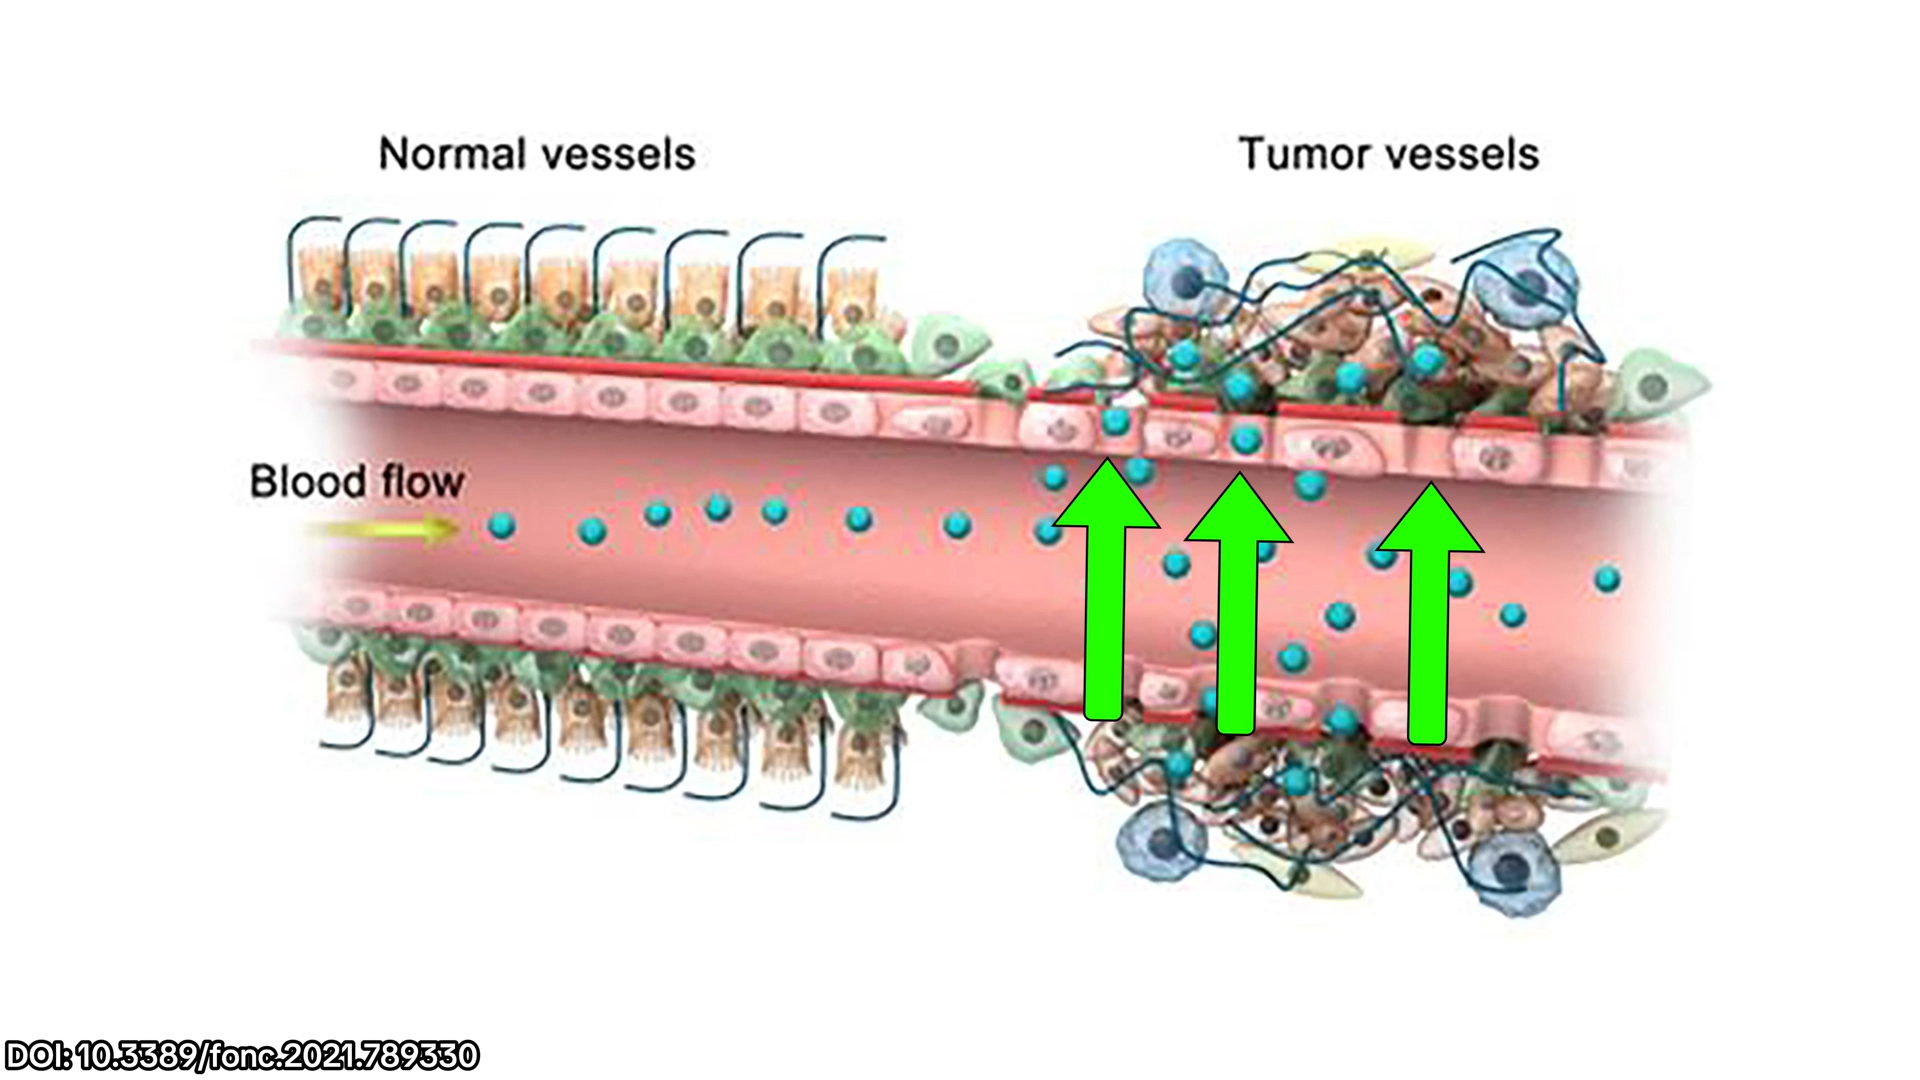 Normal vessels
Tumor vessels
Blood flow
DOI: 10.3389/fonc.2021.789330